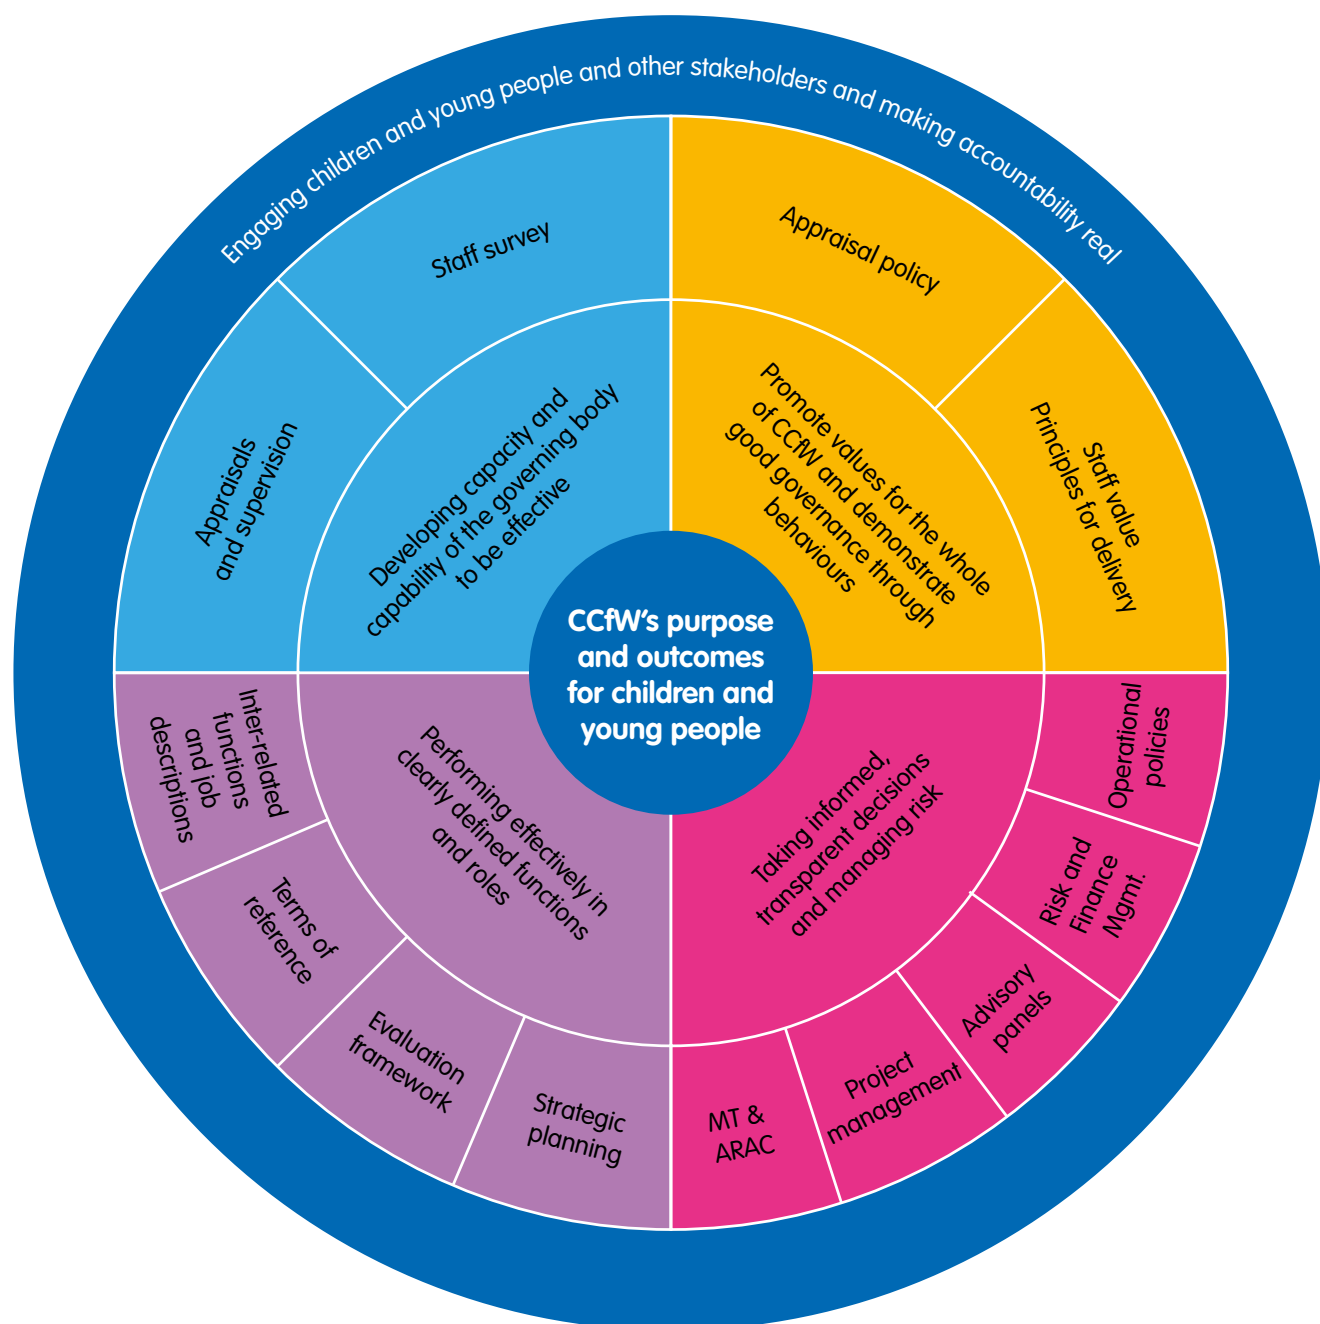 Engaging children and young people and other stakeholders and making accountability real
Staff survey
Appraisal policy
Appraisals
and supervision
Developing capacity and
capability of the governing body
to be effective
Promote values for the whole
of CCfW and demonstrate
good governance through
behaviours
Staff value
Principles for delivery
CCfW's purpose
and outcomes
for children and
young people
Inter-related
functions
and job
descriptions
Performing effectively in
clearly defined functions
and roles
Taking informed,
transparent decisions
and managing risk
Operational
policies
Risk and
Finance
Mgmt.
Terms of
reference
Advisory
panels
Evaluation
framework
Project
management
Strategic
planning
MT &
ARAC